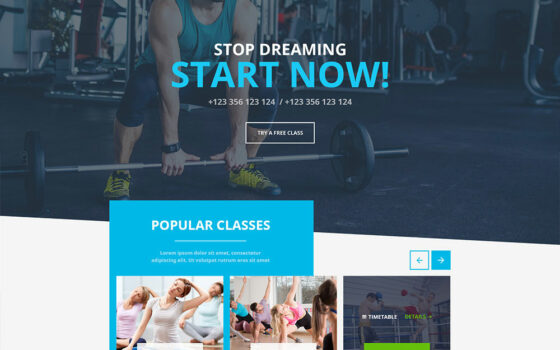 STOP DREAMING
START NOW!
+123 356 123 124 / +123 356 123 124
TRY A FREE CLASS
POPULAR CLASSES
Lorem ipsum dolor sit amet, consectetur
adipiscing elit. Ut volutpat rutrum eros sit amet
TIMETABLE DETAILS